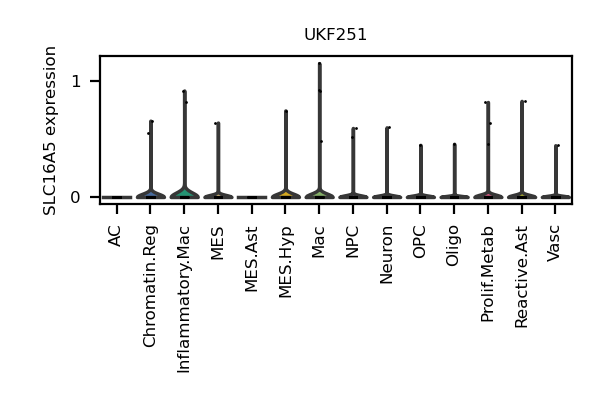 UKF251
SLC16A5 expression
1
0
AC
Chromatin.Reg
Inflammatory.Mac
MES
MES.Ast
MES.Hyp
Mac
NPC
Neuron
OPC
Oligo
Prolif.Metab
Reactive.Ast
Vasc